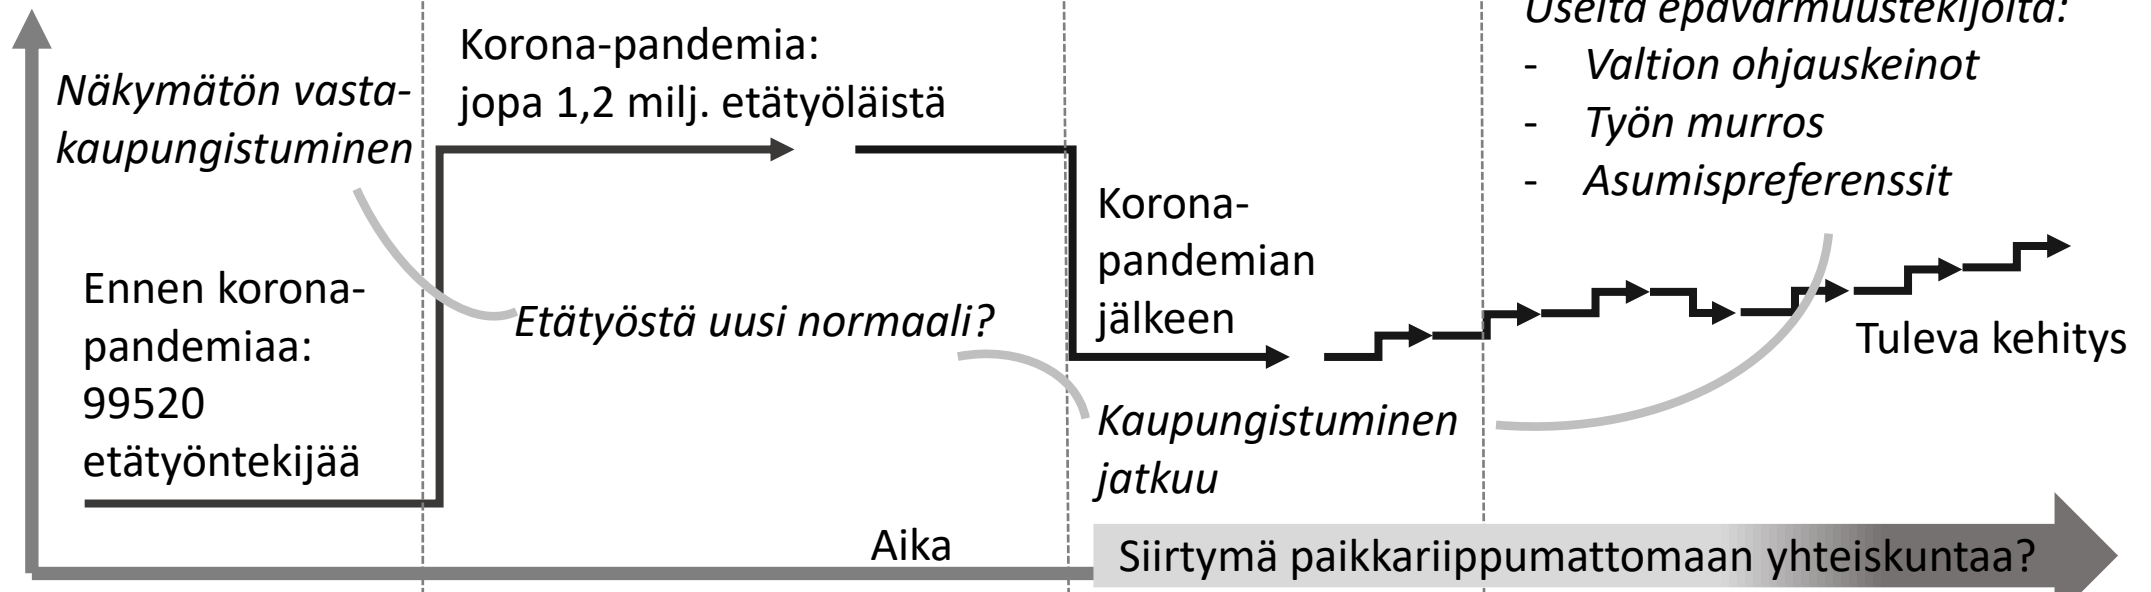 Näkymätön vasta-
kaupungistuminen
Ennen korona-
pandemiaa:
99520
etätyöntekijää
Korona-pandemia:
jopa 1,2 milj. etätyöläistä
Etätyöstä uusi normaali?
Korona-
pandemian
jälkeen
Kaupungistuminen
jatkuu
Useita epävarmuustekijöitä:
- Valtion ohjauskeinot
- Työn murros
- Asumispreferenssit
Tuleva kehitys
Aika
Siirtymä paikkariippumattomaan yhteiskuntaa?